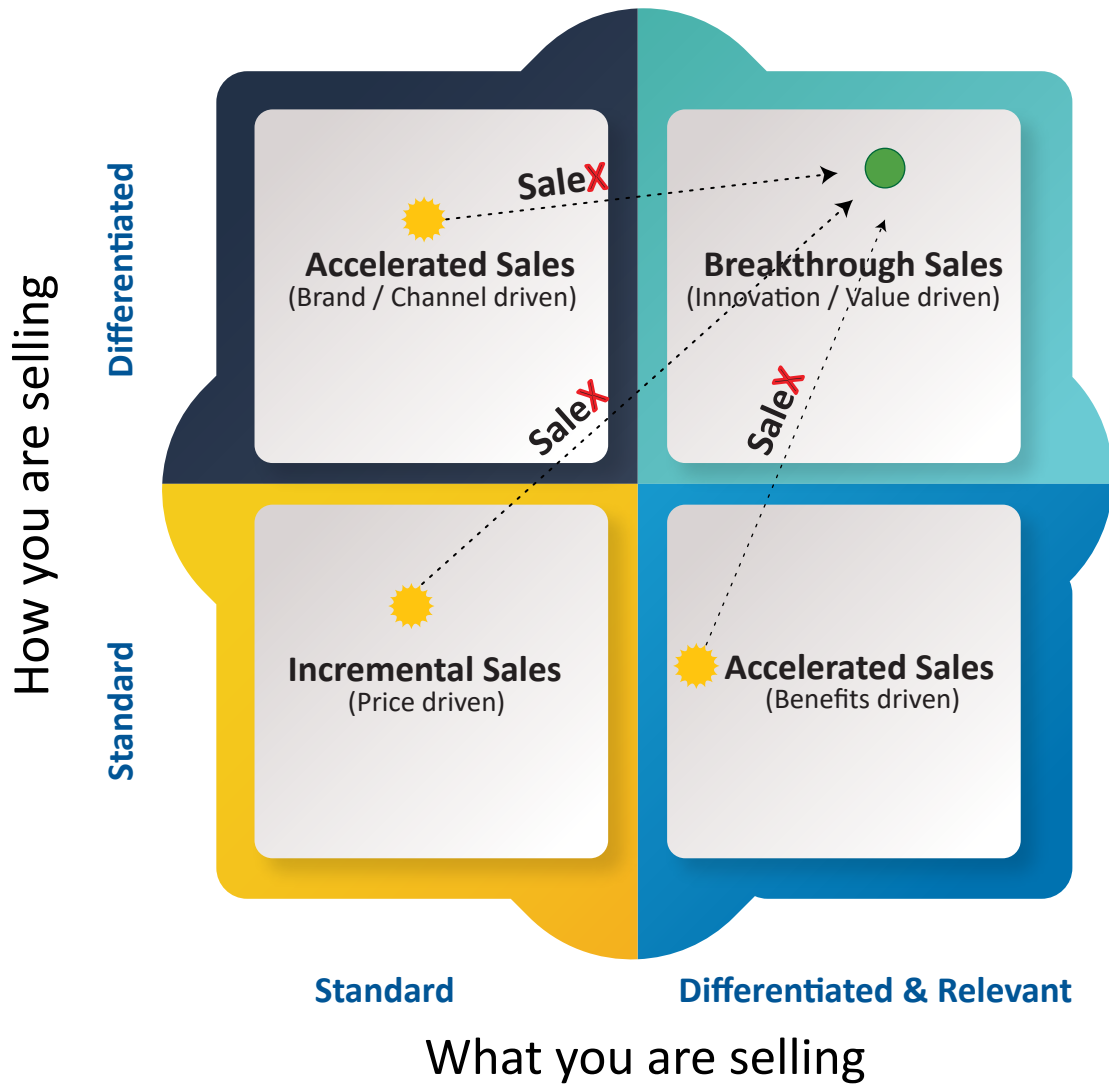 How you are selling
Differentiated
Standard
SaleX
Accelerated Sales
(Brand / Channel driven)
Breakthrough Sales
(Innovation / Value driven)
SaleX
SaleX
Incremental Sales
(Price driven)
Accelerated Sales
(Benefits driven)
Standard
Differentiated & Relevant
What you are selling